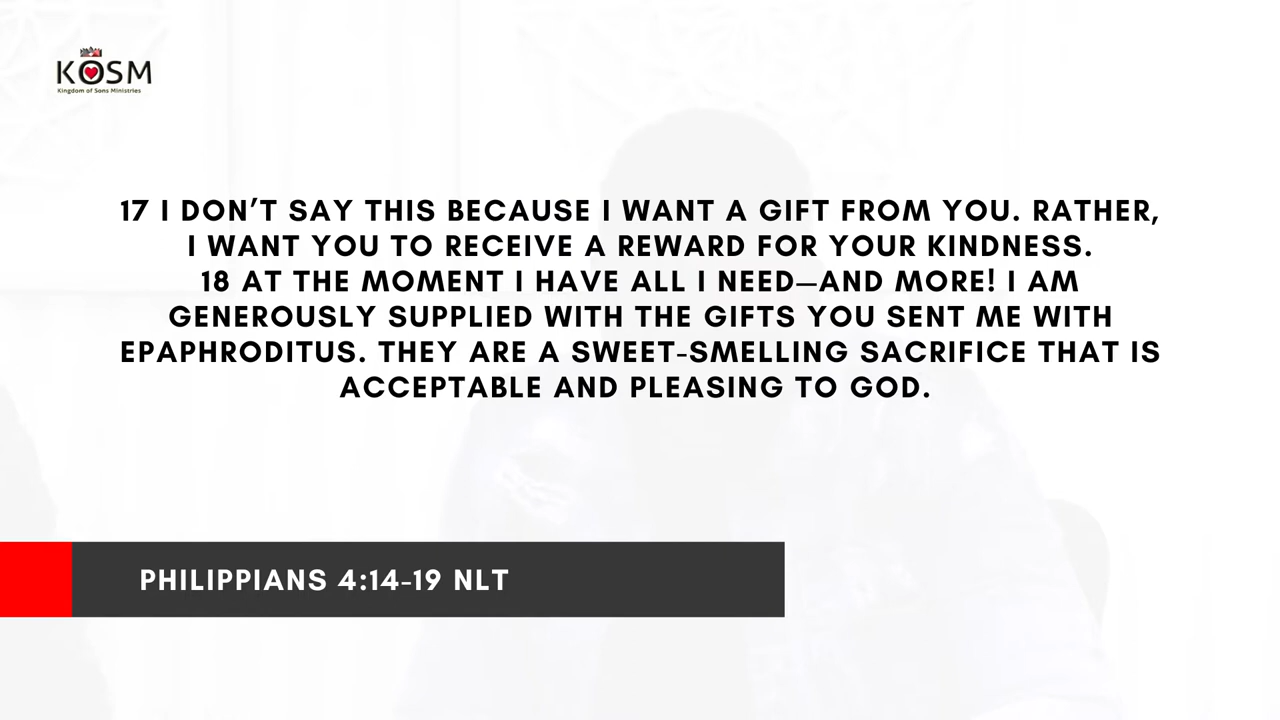 KOSM
Kingdom of Sons Ministries
17 I DON’T SAY THIS BECAUSE I WANT A GIFT FROM YOU. RATHER,
I WANT YOU TO RECEIVE A REWARD FOR YOUR KINDNESS.
18 AT THE MOMENT I HAVE ALL I NEED—AND MORE! I AM
GENEROUSLY SUPPLIED WITH THE GIFTS YOU SENT ME WITH
EPAPHRODITUS. THEY ARE A SWEET-SMELLING SACRIFICE THAT IS
ACCEPTABLE AND PLEASING TO GOD.
PHILIPPIANS 4:14-19 NLT